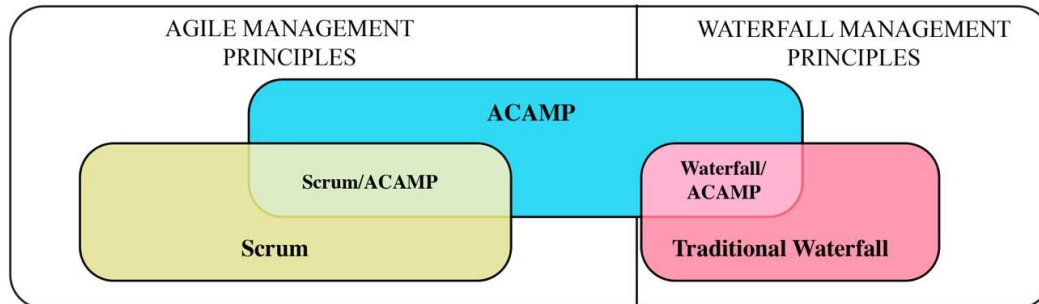 AGILE MANAGEMENT
PRINCIPLES
WATERFALL MANAGEMENT
PRINCIPLES
ACAMP
Scrum/ACAMP
Waterfall/
ACAMP
Scrum
Traditional Waterfall